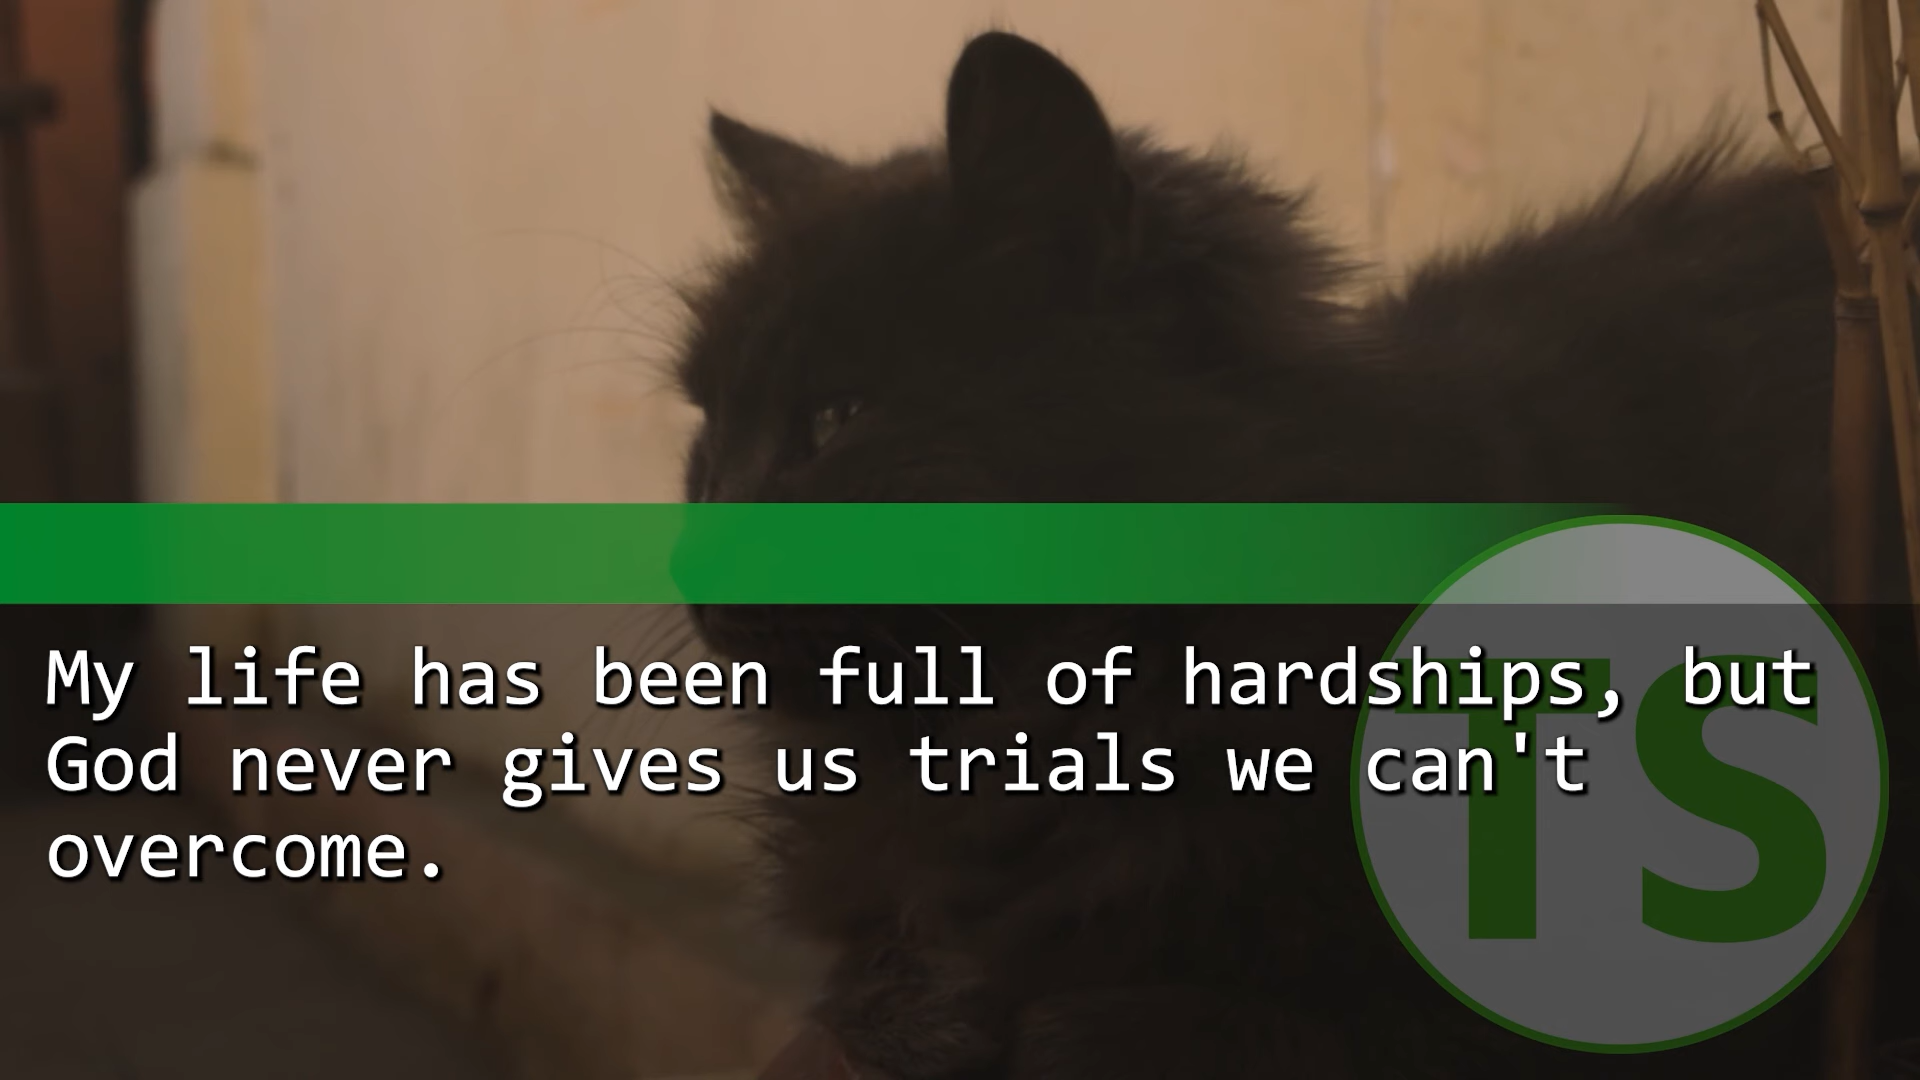 My life has been full of hardships, but
God never gives us trials we can't
overcome.
TS